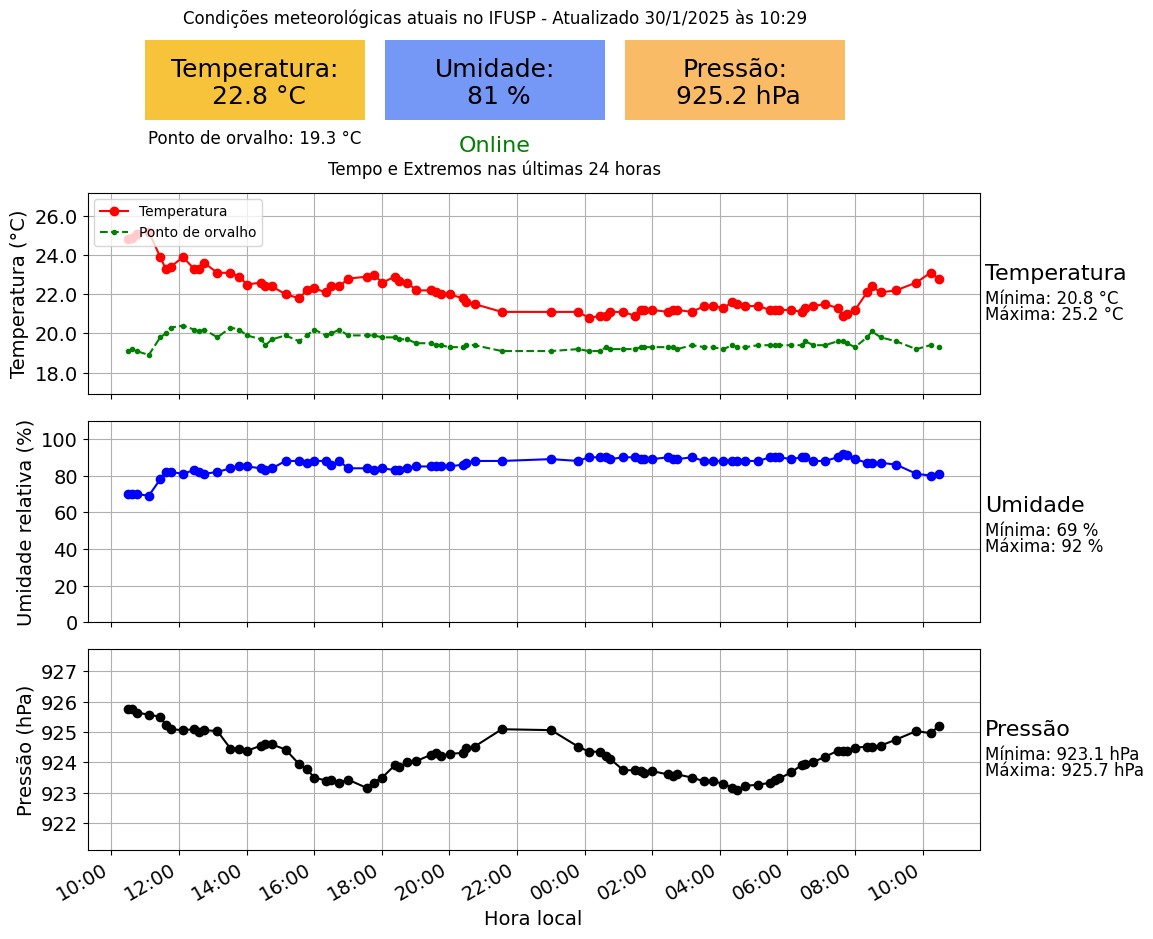 Condições meteorológicas atuais no IFUSP - Atualizado 30/1/2025 às 10:29
Temperatura:
22.8 °C
Umidade:
81 %
Pressão:
925.2 hPa
Ponto de orvalho: 19.3 °C
Online
Tempo e Extremos nas últimas 24 horas
Temperatura (°C)
26.0
24.0
22.0
20.0
18.0
Temperatura
Ponto de orvalho
Temperatura
Mínima: 20.8 °C
Máxima: 25.2 °C
Umidade relativa (%)
100
80
60
40
20
0
Umidade
Mínima: 69 %
Máxima: 92 %
Pressão (hPa)
927
926
925
924
923
922
Pressão
Mínima: 923.1 hPa
Máxima: 925.7 hPa
10:00
12:00
14:00
16:00
18:00
20:00
22:00
00:00
02:00
04:00
06:00
08:00
10:00
Hora local